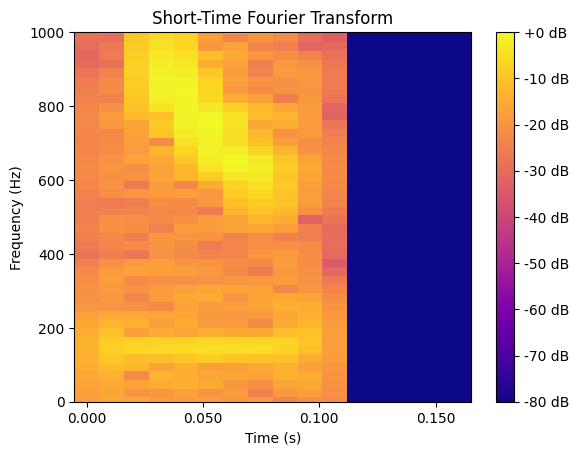 Short-Time Fourier Transform
1000
800
600
400
200
0
Frequency (Hz)
0.000
0.050
0.100
0.150
Time (s)
+0 dB
-10 dB
-20 dB
-30 dB
-40 dB
-50 dB
-60 dB
-70 dB
-80 dB